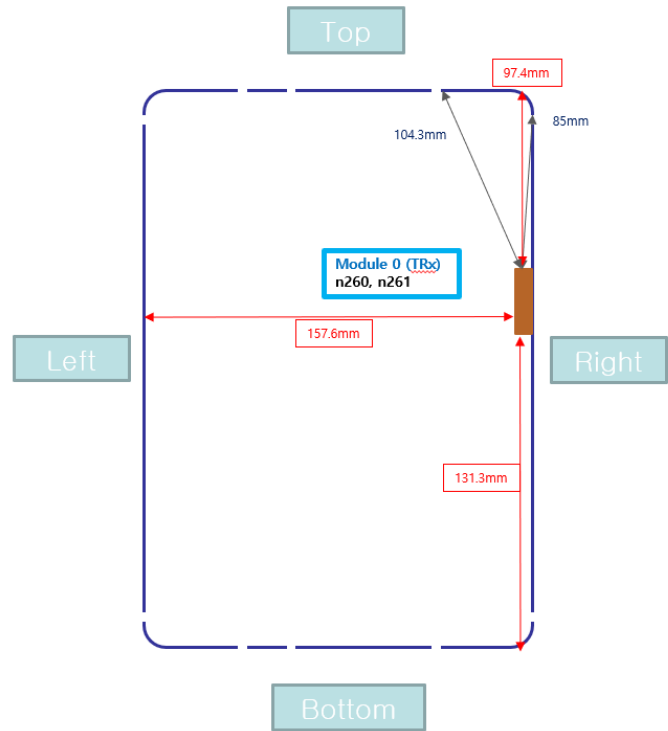 Top
97.4mm
85mm
104.3mm
Module 0 (TRx)
n260, n261
157.6mm
Left
Right
131.3mm
Bottom